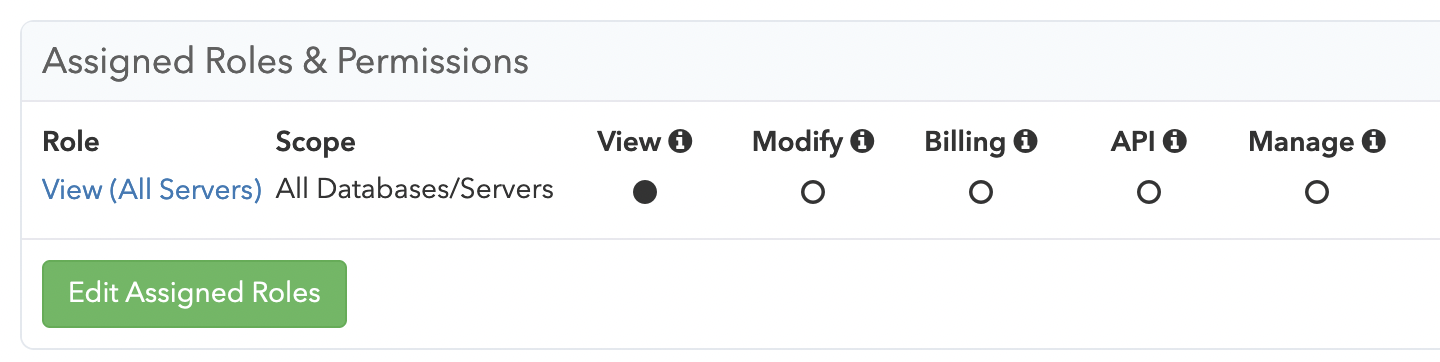 Assigned Roles & Permissions
Role Scope View Modify Billing API Manage
View (All Servers) All Databases/Servers
Edit Assigned Roles